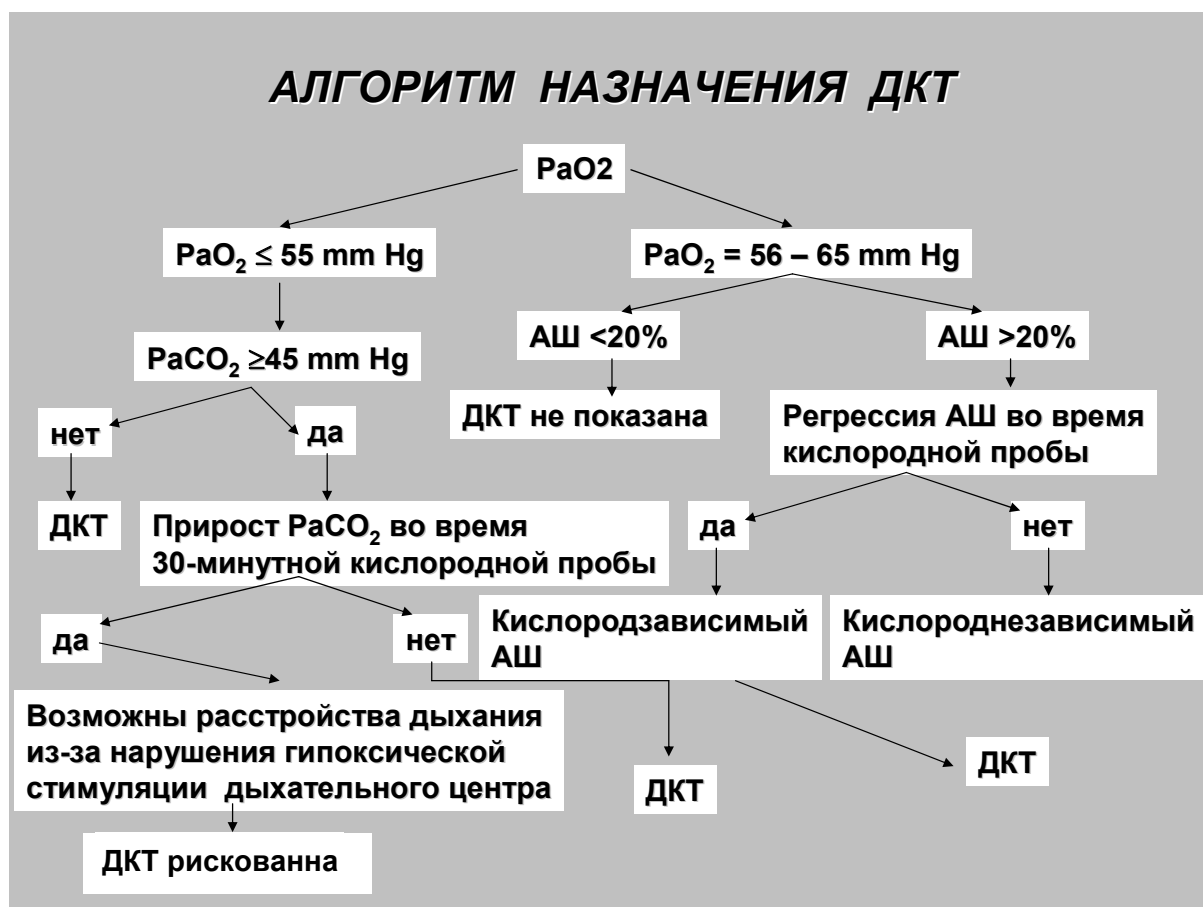 АЛГОРИТМ НАЗНАЧЕНИЯ ДКТ
PaO2
PaO₂ ≤ 55 mm Hg
PaO₂ = 56 – 65 mm Hg
PaCO₂ ≥45 mm Hg
АШ <20%
АШ >20%
нет
да
ДКТ не показана
Регрессия АШ во время
кислородной пробы
ДКТ
Прирост PaCO₂ во время
30-минутной кислородной пробы
да
нет
да
нет
Кислородзависимый
АШ
Кислороднезависимый
АШ
Возможны расстройства дыхания
из-за нарушения гипоксической
стимуляции дыхательного центра
ДКТ
ДКТ
ДКТ рискованна